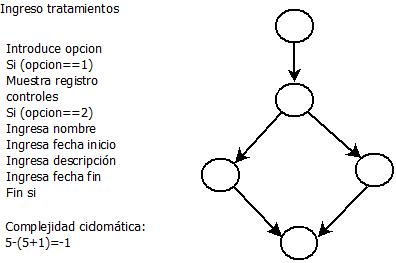 Ingreso tratamientos
Introduce opcion
Si (opcion==1)
Muestra registro
controles
Si (opcion==2)
Ingresa nombre
Ingresa fecha inicio
Ingresa descripción
Ingresa fecha fin
Fin si
Complejidad cidomática:
5-(5+1)=-1